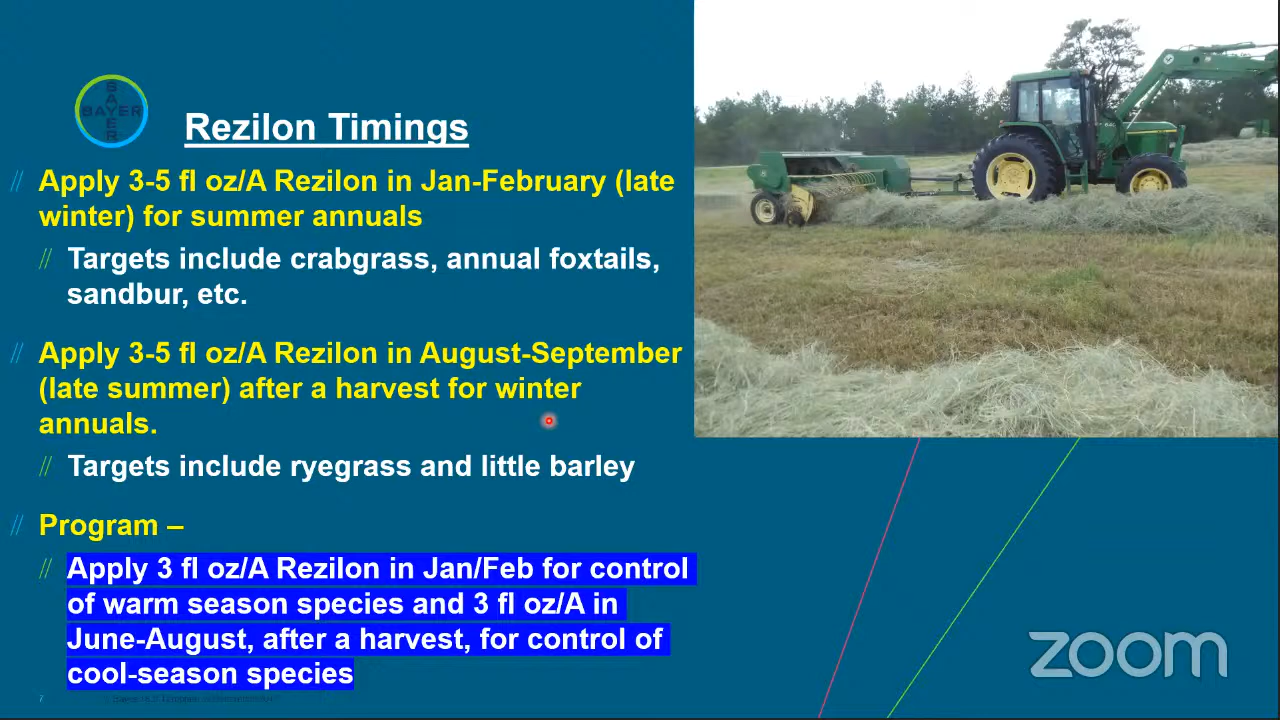 BAYER
BAYER
Rezilon Timings
// Apply 3-5 fl oz/A Rezilon in Jan-February (late
winter) for summer annuals
// Targets include crabgrass, annual foxtails,
sandbur, etc.
// Apply 3-5 fl oz/A Rezilon in August-September
(late summer) after a harvest for winter
annuals.
// Targets include ryegrass and little barley
// Program –
// Apply 3 fl oz/A Rezilon in Jan/Feb for control
of warm season species and 3 fl oz/A in
June-August, after a harvest, for control of
cool-season species
7
zoom